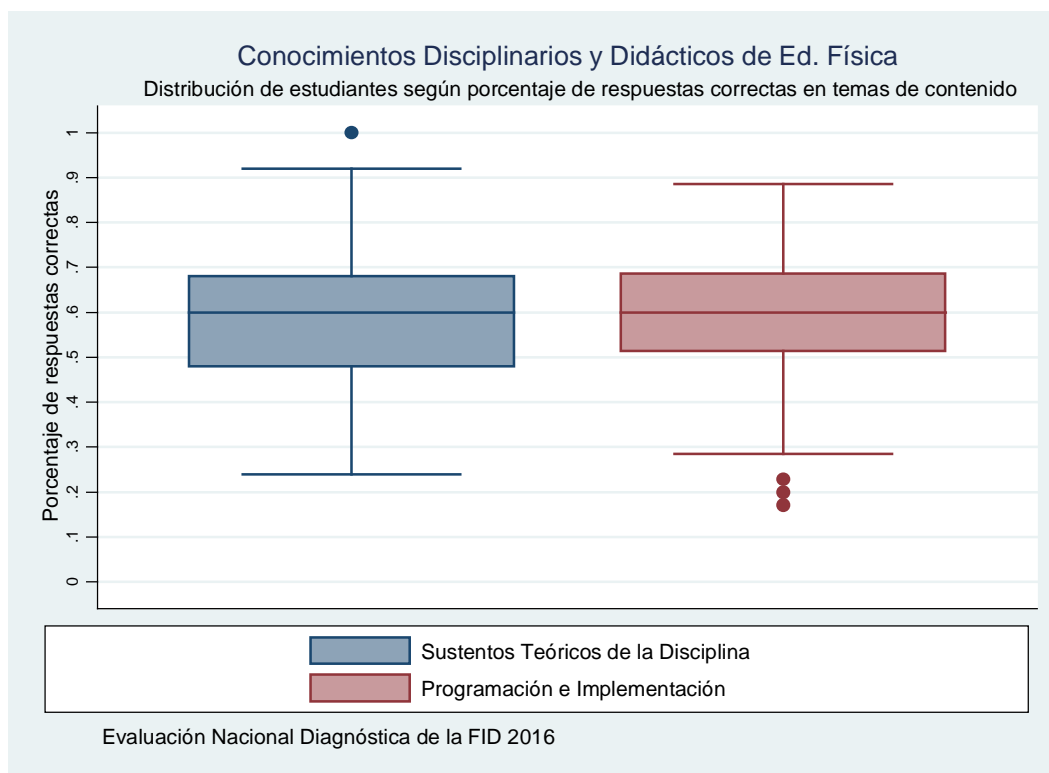 Conocimientos Disciplinarios y Didácticos de Ed. Física
Distribución de estudiantes según porcentaje de respuestas correctas en temas de contenido
Porcentaje de respuestas correctas
1
.9
.8
.7
.6
.5
.4
.3
.2
.1
0
Sustentos Teóricos de la Disciplina
Programación e Implementación
Evaluación Nacional Diagnóstica de la FID 2016